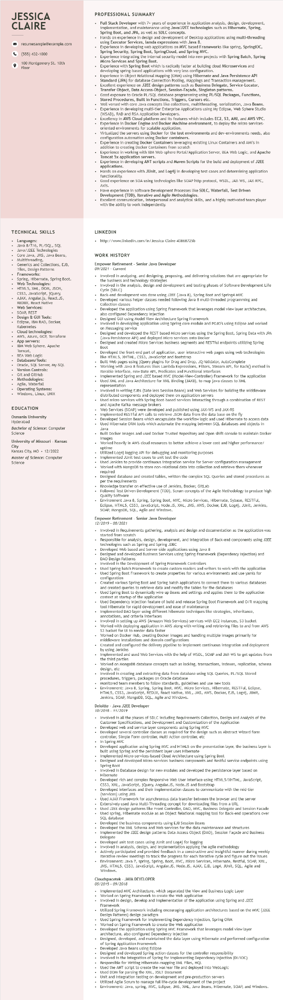 JESSICA
CLAIRE
resumesample@example.com
(555) 432-1000
100 Montgomery St. 10th
Floor
PROFESSIONAL SUMMARY
• Full Stack Developer with 7+ years of experience in application analysis, design, development,
implementation, and maintenance using Java/J2EE technologies such as Hibernate, Spring,
Spring Boot, and JPA, as well as SDLC concepts.
• Hands on experience in design and development of Desktop applications using multi-threading
using Executor Services, lamda expressions with Java 8.
• Experience in developing web applications on MVC based Frameworks like spring, SpringIOC,
Spring Security, Spring Boot, SpringCloud, and Spring MVC.
• Experience integrating the internal security model into new projects with Spring Batch, Spring
Micro Services and Spring Boot.
• Experience with Spring Boot which is radically faster at building cloud Microservices and
developing spring-based applications with very less configuration.
• Experience in Object Relational Mapping (ORM) using Hibernate and Java Persistence API
Standard (JPA) for database Connection Pooling, Mappings and Transaction Management.
• Excellent experience on J2EE design patterns such as Business Delegate, Service-Locator,
Transfer Object, Data Access-Object, Session-Façade, Singleton patterns.
• Good exposure to Oracle PL/SQL database programming using PL/SQL Packages, Functions,
Stored Procedures, Built in Functions, Triggers, Cursors etc.
• Well versed with core Java concepts like collections, multithreading, serialization, Java Beans.
• Experience in developing multi-tier Enterprise Applications using My Eclipse, Web Sphere Studio
(WSAD), RAD and RSA Application Developers.
• Excellency in AWS Cloud platform and its features which includes EC2, S3, AMI, and AWS VPC.
• Experience in Docker Engine and Docker Machine environment, to deploy the micro services-
oriented environments for scalable application.
• Virtualized the servers using Docker for the test environments and dev-environments needs, also
configuration automation using Docker containers.
• Experience in creating Docker Containers leveraging existing Linux Containers and AMI's in
addition to creating Docker Containers from scratch
• Experience in working with IBM Web-sphere Portal/Application Server, BEA Web Logic, and Apache
Tomcat 5x application servers.
• Experience in developing ANT scripts and Maven Scripts for the build and deployment of J2EE
applications.
• Hands on experience with JUnit, and Log4j in developing test cases and determining application
functionality.
• Good experience on SOA using technologies like SOAP http protocol, WSDL, JAX-WS, JAX-RPC,
Axis.
• Have experience in software Development Processes like SDLC, Waterfall, Test Driven
Development (TDD), Iterative and Agile Methodologies.
• Excellent communication, interpersonal and analytical skills, and a highly motivated team player
with the ability to work independently.
TECHNICAL SKILLS
• Languages:
• Java 8/7/6, PL/SQL, SQL
• Java/J2EE Technologies
• Core Java, JMS, Java Beans,
• Multithreading,
• Generics and Collections, EJB,
Tiles, Design Patterns
• Frameworks:
• Spring, Hibernate, Spring Boot.
• Web Technologies:
• HTML5, XML, DOM, JSON,
CSS3, JavaScript, jQuery,
• AJAX, Angular.js, React.JS,
REDUX, React Native
• Web Services:
• SOAP, REST
• Design & GUI Tools:
• Eclipse, IBM RAD, Docker,
Kubernetes
• Cloud technologies:
• AWS, Azure, GCP, Terraform
• App servers:
• IBM Web Sphere, Apache
Tomcat,
• BEA Web Logic
• Databases/Tools:
• Oracle, SQL Server, My-SQL
• Version Controls:
• Git and GitHub
• Methodologies:
• Agile, Waterfall
• Operating Systems:
• Windows, Linux, UNIX
EDUCATION
Osmania University
Hyderabad
Bachelor of Science: Computer
Science
University of Missouri - Kansas
City
Kansas City, MO • 12/2022
Master of Science: Computer
Science
LINKEDIN
• http://www.linkedin.com/in/Jessica-Claire-43868725b
WORK HISTORY
Empower Retirement - Senior Java Developer
09/2021 - Current
• Involved in analyzing, and designing, proposing, and delivering solutions that are appropriate for
the business and technology strategies
• Involved in the analysis, design and development and testing phases of Software Development Life
Cycle (SDLC)
• Back-end development was done using J2EE (Java 8), Spring Boot and Spring4 MVC
• Developed various helper classes needed following Java 8 multi-threaded programming and
Collection classes
• Developed the application using Spring Framework that leverages model view layer architecture,
also configured Dependency Injection
• Designed GUI using Model View Architecture Spring Framework
• Involved in developing application using Spring core module and POJO's using Eclipse and worked
on Messaging service
• Designed and developed the REST based Micro services using the Spring Boot, Spring Data with JPA
(Java Persistence API) and deployed Micro services onto Docker
• Designed and created Micro Services business segments and RESTful endpoints utilizing Spring
Boot
• Developed the front-end part of application, user interactive web pages using web technologies
like HTML5, XHTML, CSS3, JavaScript and Bootstrap
• Built Web pages using jQuery plugins for Drag and Drop, JQ-Validator, AutoComplete
• Working with Java 8 features likes Lambda Expressions, Filters, Stream API, for Each() method in
Iterable interface, new Date API, Predicates and Functional Interfaces
• Implemented Spring and J2EE based MVC (Model-View-Controller) Framework for the application
• Used XML and Java Architecture for XML Binding (JAXB), to map java classes to XML
representation
• Involved in writing EJBs (Sate less Session Beans) and Web Services for building the middleware
distributed components and deployed them on application servers
• Used micro services with Spring Boot-based services interacting through a combination of REST
and Apache Kafka message brokers
• Web Services (SOAP) were developed and published using JAX-WS and JAX-RS
• Implemented RESTful API calls to retrieve JSON data from the data base on the fly
• Developed Session Beans which encapsulate the workflow logic and used Hibernate to access data
• Used Hibernate ORM tools which automate the mapping between SQL databases and objects in
Java
• Built Docker Images and used Docker Trusted Repository and Open shift console to maintain Docker
Images
• Worked heavily in AWS cloud resources to better achieve a lower cost and higher performance/
uptime
• Utilized Log4j logging API for debugging and monitoring purposes
• Implemented JUnit test cases to unit test the code
• Used Jenkins to provide continuous integration service for Server configuration management
• Worked with MongoDB to store non-relational data into collection and retrieve them whenever
required
• Designed database and created tables, written the complex SQL Queries and stored procedures as
per the requirements
• Knowledge transfer on effective use of Jenkins, Docker, GitLab
• Followed Test Driven Development (TDD), Scrum concepts of the Agile Methodology to produce high
Quality Software
• Environment Java 8, Spring, Spring Boot, MVC, Micro Services, Hibernate, Sybase, RESTFul,
Eclipse, HTML5, CSS3, JavaScript, Node.JS, XML, JMS, AWS, Docker, EJB, Log4j, JUnit, Jenkins,
SOAP, MongoDB, SQL, Agile and Windows.
Empower Retirement - Senior Java Developer
12/2019 - 08/2021
• Involved in Requirements gathering, analysis and design and documentation as the application was
started from scratch
• Responsible for analysis, design, development, and integration of Back-end components using J2EE
technologies such as Spring and Spring JDBC
• Developed Web based and Server-side applications using Java 8
• Designed and developed Business Services using Spring Framework (Dependency Injection) and
DAO Design Patterns
• Involved in the Development of Spring Framework Controllers
• Used Spring batch Framework to create custom readers and writers to work with the application
• Used Spring Boot Framework to create properties for various environments and use yamls for
configuration
• Created various Spring Boot and Spring batch applications to connect them to various databases
and created queries to retrieve data and modify the tables for the databases
• Used Spring Boot to dynamically wire up Beans and settings and applies them to the application
context at startup of the application
• Used Dependency Injection feature of build and release Spring Boot Framework and O/R mapping
tool Hibernate for rapid development and ease of maintenance
• Implemented DAO layer using different hibernate techniques like strategies, Inheritance,
annotations, and criteria interfaces
• Involved in setting up AWS (Amazon Web Services) services with EC2 instances, S3 bucket
• Worked with deploying application in AWS along with writing and retrieving files to and from AWS
S3 bucket for UI to render data faster
• Worked on Docker Hub, creating Docker images and handling multiple images primarily for
middleware installations and domain configurations
• Created and configured the delivery pipeline to implement continuous integration and deployment
by using Jenkins
• Implemented and used Web Services with the help of WSDL, SOAP and JAX-WS to get updates from
the third parties
• Worked on MongoDB database concepts such as locking, transactions, indexes, replication, schema
design, etc
• Involved in creating and extracting data from database using SQL Queries, PL/SQL Stored
procedures, triggers, packages on Oracle database
• Monitored team members to follow standards, guidelines and use new tools
• Environment: Java 8, Spring, Spring Boot, MVC, Micro Services, Hibernate, RESTFul, Eclipse,
HTML5, CSS3, JavaScript, REDUX, React Native, XML, JMS, AWS, Docker, EJB, Log4j, JUnit,
Jenkins, SOAP, MongoDB, SQL, Agile and Windows.
Deloitte - Java J2EE Developer
10/2018 - 11/2019
• Involved in all the phases of SDLC including Requirements Collection, Design and Analysis of the
Customer Specifications, and Development and Customization of the Application
• Developed web and service layer components using Spring MVC
• Developed several controller classes as required for the design such as Abstract Wizard form
controller, Simple Form controller, Multi Action controller, etc
• In Spring MVC
• Developed application using Spring MVC and HTML5 on the presentation layer, the business layer is
built using Spring and the persistent layer uses Hibernate
• Implemented Micro-services-based Cloud Architecture using Spring Boot
• Designed and developed Micro-services business components and Restful service endpoints using
Spring Boot
• Involved in Database design for new modules and developed the persistence layer based on
Hibernate
• Developed rich and complex Responsive Web User Interface using HTML5/XHTML, JavaScript,
CSS3, XML, JavaScript, jQuery, Angular.JS, Node.JS and Bootstrap
• Developed interfaces and their implementation classes to communicate with the mid-tier
(services) using JMS
• Used AJAX Framework for asynchronous data transfer between the browser and the server
• Extensively used Java Multi-Threading concept for downloading files from a URL
• Used J2EE design patterns like Front Controller, DAO, MVC, Business Delegate and Session Facade
• Used spring, Hibernate module as an Object Relational mapping tool for Back-end operations over
SQL database
• Developed the business components using EJB Session Beans
• Developed the XML Schema and Web services for the data maintenance and structures
• Implemented the J2EE design patterns Data Access Object (DAO), Session Façade and Business
Delegate
• Developed unit test cases using JUnit and Log4j for logging
• Involved in analysis, design, and implementation applying the agile methodology
• Actively participated and provided feedback in a constructive and insightful manner during weekly
Iterative review meetings to track the progress for each iterative cycle and figure out the issues
• Environment: Java 7, spring, Spring, Boot, MVC, Micro Services, Hibernate, Restful, SOAP, XML,
JMS, HTML5, CSS3, JavaScript, Angular.JS, Node.JS, AJAX, EJB, Log4, JUnit, SQL, Agile and
Windows.
Cloudspacetek - JAVA DEVELOPER
05/2015 - 09/2018
• Implemented MVC Architecture, which separated the View and Business Logic Layer
• Worked on Spring Framework to create the Web application
• Involved in design, develop and implementation of the application using Spring and J2EE
Framework
• Utilized Spring Framework including encouraging application architectures based on the MVC (J2EE
Design Patterns) design paradigm
• Used Spring Framework for implementing Dependency Injection, Spring ORM
• Worked on Spring Framework to create the Web application
• Developed the application using Spring MVC Framework that leverages model view layer
architecture, also configured Dependency Injection
• Designed, developed, and maintained the data layer using Hibernate and performed configuration
of Spring Application Framework
• Developed Java Beans using Eclipse
• Designed and developed Spring action classes for the controller responsibility
• Involved in the integration of Spring for implementing Dependency Injection (DI/IOC)
• Responsible for Writing Hibernate-mapping XML Files, HQL
• Used the ANT script to create the war/ear file and deployed into WebLogic
• Used DOM for parsing the XML, XSLT Document
• Unit and Integration testing on development and pre-production servers
• Utilized Agile Scrum to manage full life-cycle development of the project
• Environment: Java, spring, MVC, Eclipse, JMS, XML, Java Beans, Hibernate, SOAP, and Windows.